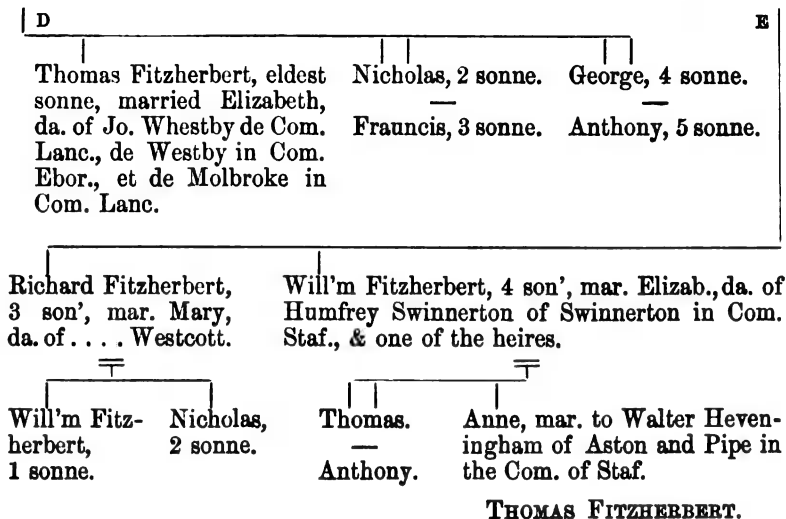 D E
Thomas Fitzherbert, eldest
sonne, married Elizabeth,
da. of Jo. Whestby de Com.
Lanc., de Westby in Com.
Ebor., et de Molbroke in
Com. Lanc.
Nicholas, 2 sonne.
—
Frauncis, 3 sonne.
George, 4 sonne.
—
Anthony, 5 sonne.
Richard Fitzherbert,
3 son', mar. Mary,
da. of . . . . Westcott.
Will'm Fitzherbert, 4 son', mar. Elizab., da. of
Humfrey Swinnerton of Swinnerton in Com.
Staf., & one of the heires.
Will'm Fitz-
herbert,
1 sonne.
Nicholas,
2 sonne.
Thomas.
—
Anthony.
Anne, mar. to Walter Heven-
ingham of Aston and Pipe in
the Com. of Staf.
THOMAS FITZHERBERT.